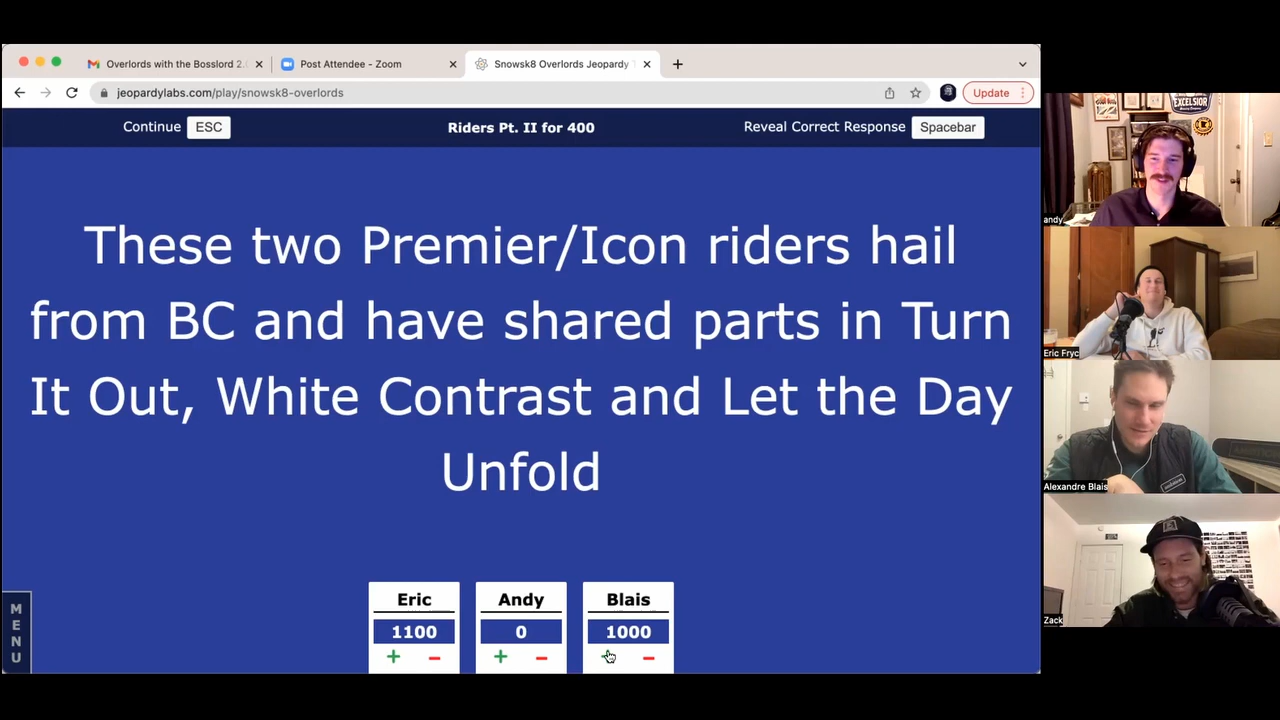 Overlords with the Bosslord 2.
Post Attendee - Zoom
Snowsk8 Overlords Jeopardy
jeopardylabs.com/play/snowsk8-overlords
Update
Continue ESC
Riders Pt. II for 400
Reveal Correct Response Spacebar
These two Premier/Icon riders hail
from BC and have shared parts in Turn
It Out, White Contrast and Let the Day
Unfold
MENU
Eric
1100
+ −
Andy
0
+ −
Blais
1000
+ −
EXCELSIOR
andy
Eric Fryc
Alexandre Blais
Zack